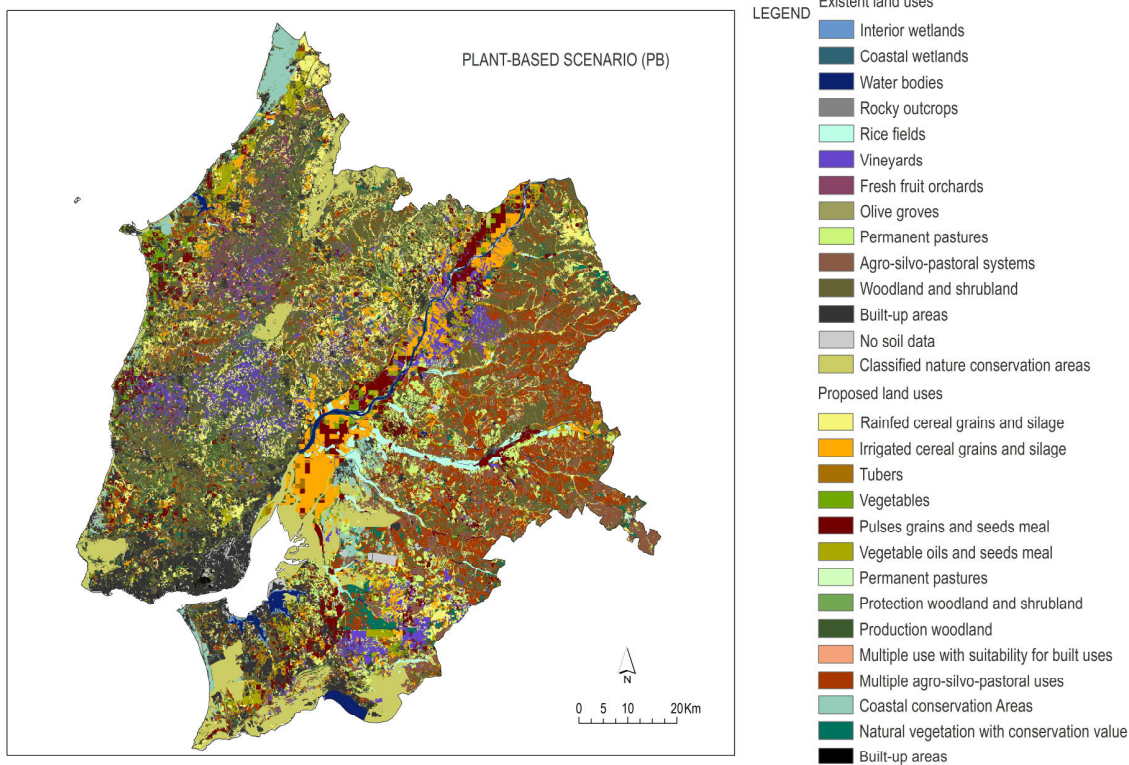 PLANT-BASED SCENARIO (PB)
N
0 5 10 20Km
LEGEND
Existent land uses
Interior wetlands
Coastal wetlands
Water bodies
Rocky outcrops
Rice fields
Vineyards
Fresh fruit orchards
Olive groves
Permanent pastures
Agro-silvo-pastoral systems
Woodland and shrubland
Built-up areas
No soil data
Classified nature conservation areas
Proposed land uses
Rainfed cereal grains and silage
Irrigated cereal grains and silage
Tubers
Vegetables
Pulses grains and seeds meal
Vegetable oils and seeds meal
Permanent pastures
Protection woodland and shrubland
Production woodland
Multiple use with suitability for built uses
Multiple agro-silvo-pastoral uses
Coastal conservation Areas
Natural vegetation with conservation value
Built-up areas